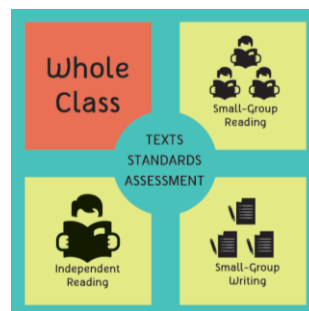 Whole
Class
Small-Group
Reading
TEXTS
STANDARDS
ASSESSMENT
Independent
Reading
Small-Group
Writing